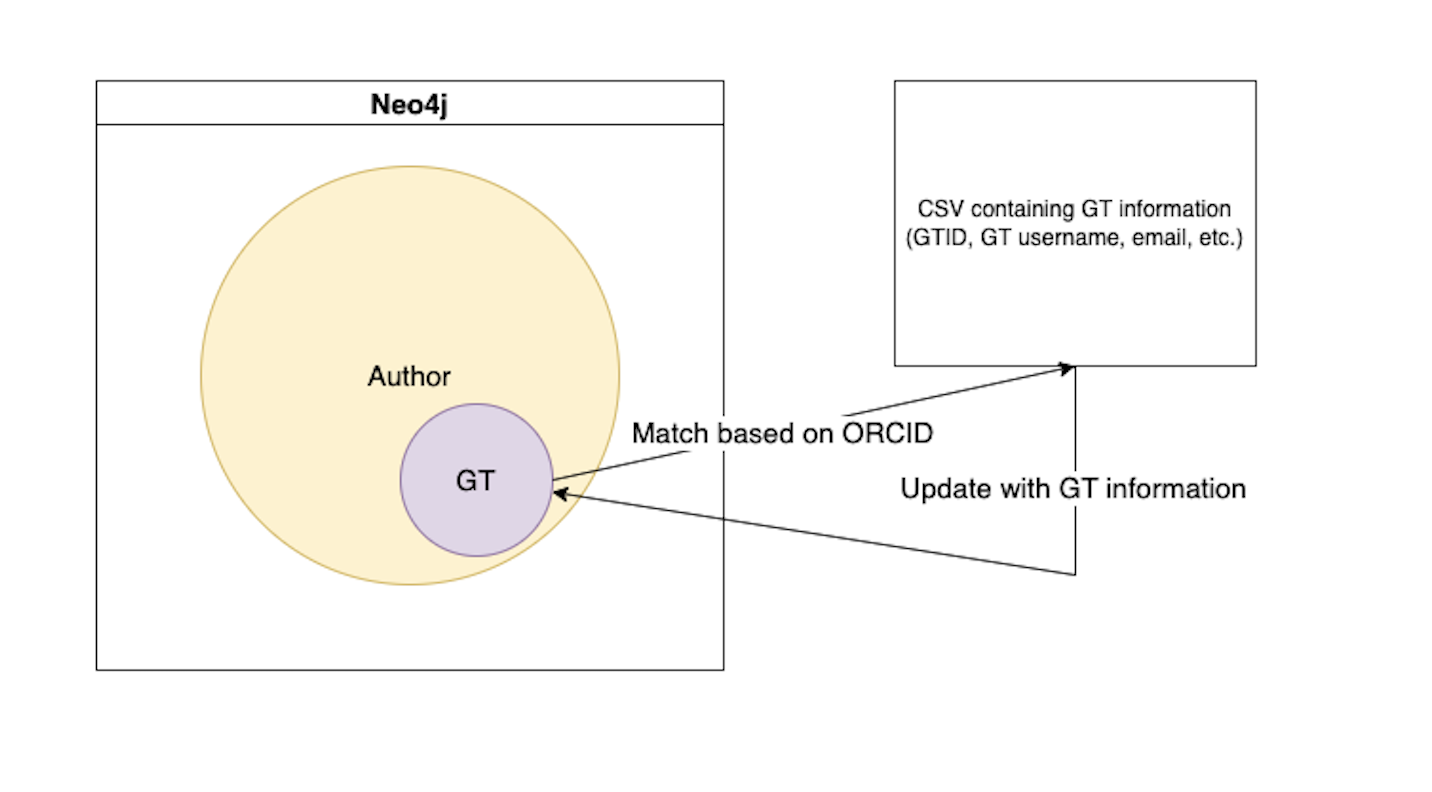 Neo4j
CSV containing GT information
(GTID, GT username, email, etc.)
Author
Match based on ORCID
GT
Update with GT information